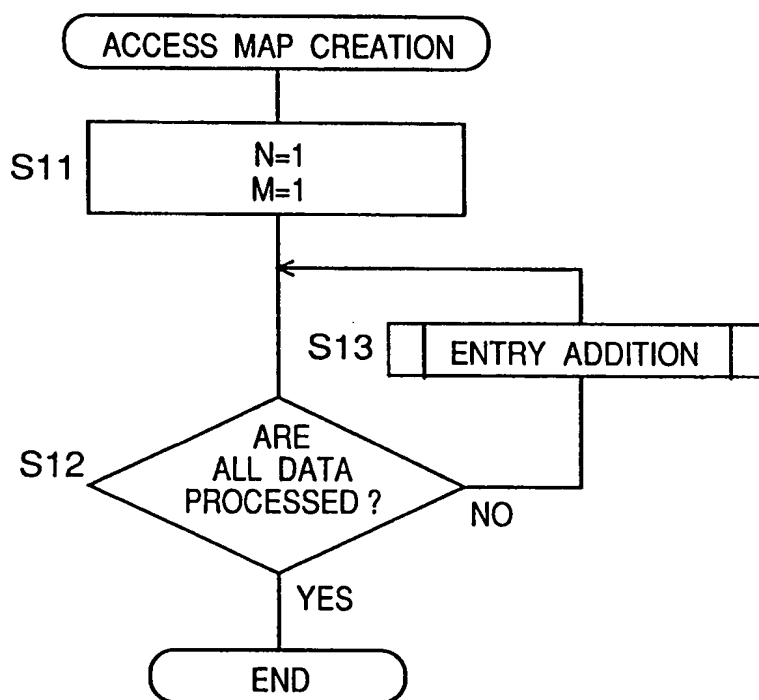 ACCESS MAP CREATION
S11
N=1
M=1
S13
ENTRY ADDITION
S12
ARE
ALL DATA
PROCESSED ?
NO
YES
END